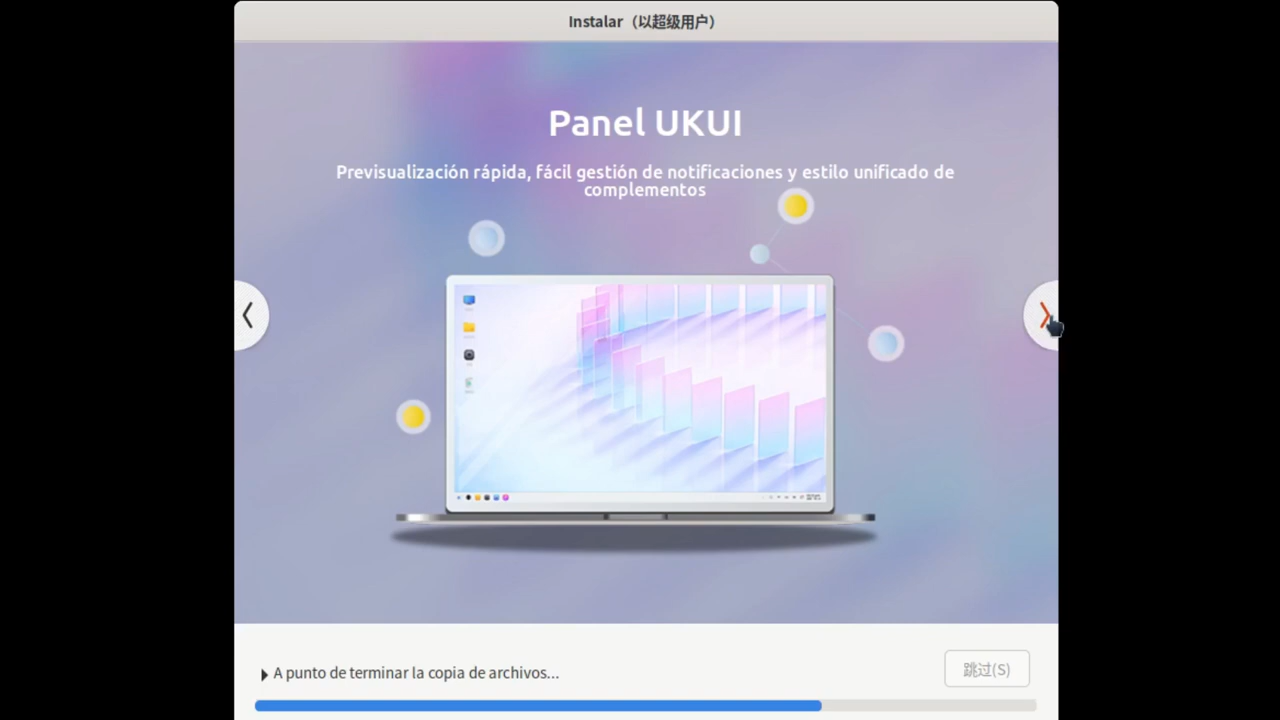 Instalar（以超级用户）
Panel UKUI
Previsualización rápida, fácil gestión de notificaciones y estilo unificado de
complementos
A punto de terminar la copia de archivos...
跳过(S)